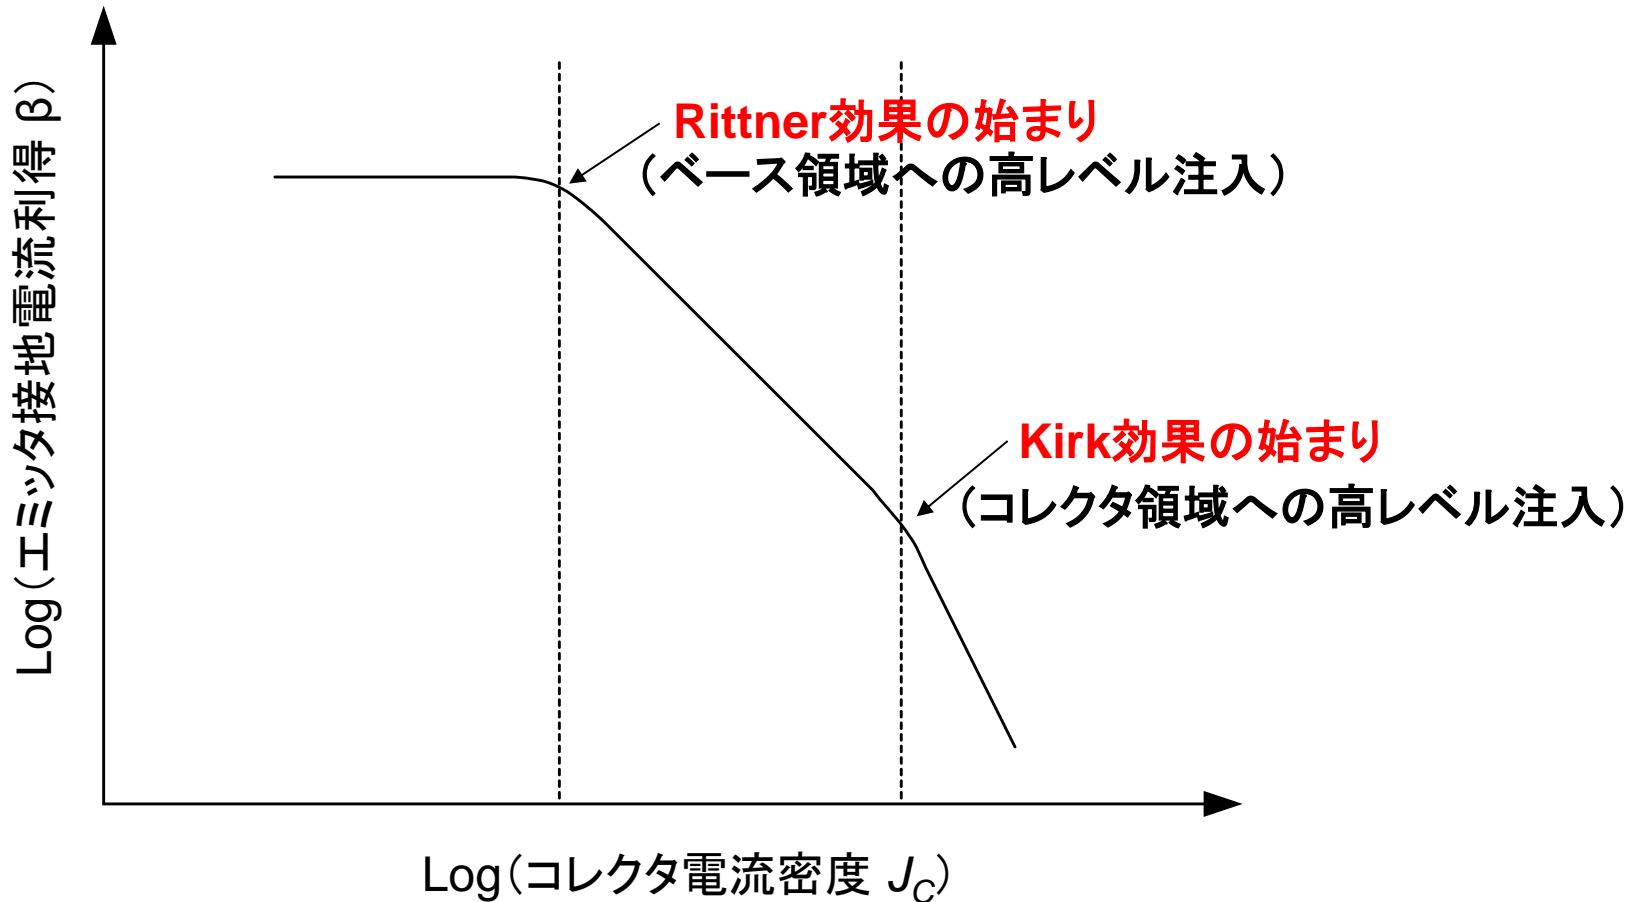 Log(エミッタ接地電流利得 β)
Rittner効果の始まり
(ベース領域への高レベル注入)
Kirk効果の始まり
(コレクタ領域への高レベル注入)
Log(コレクタ電流密度 J_C)